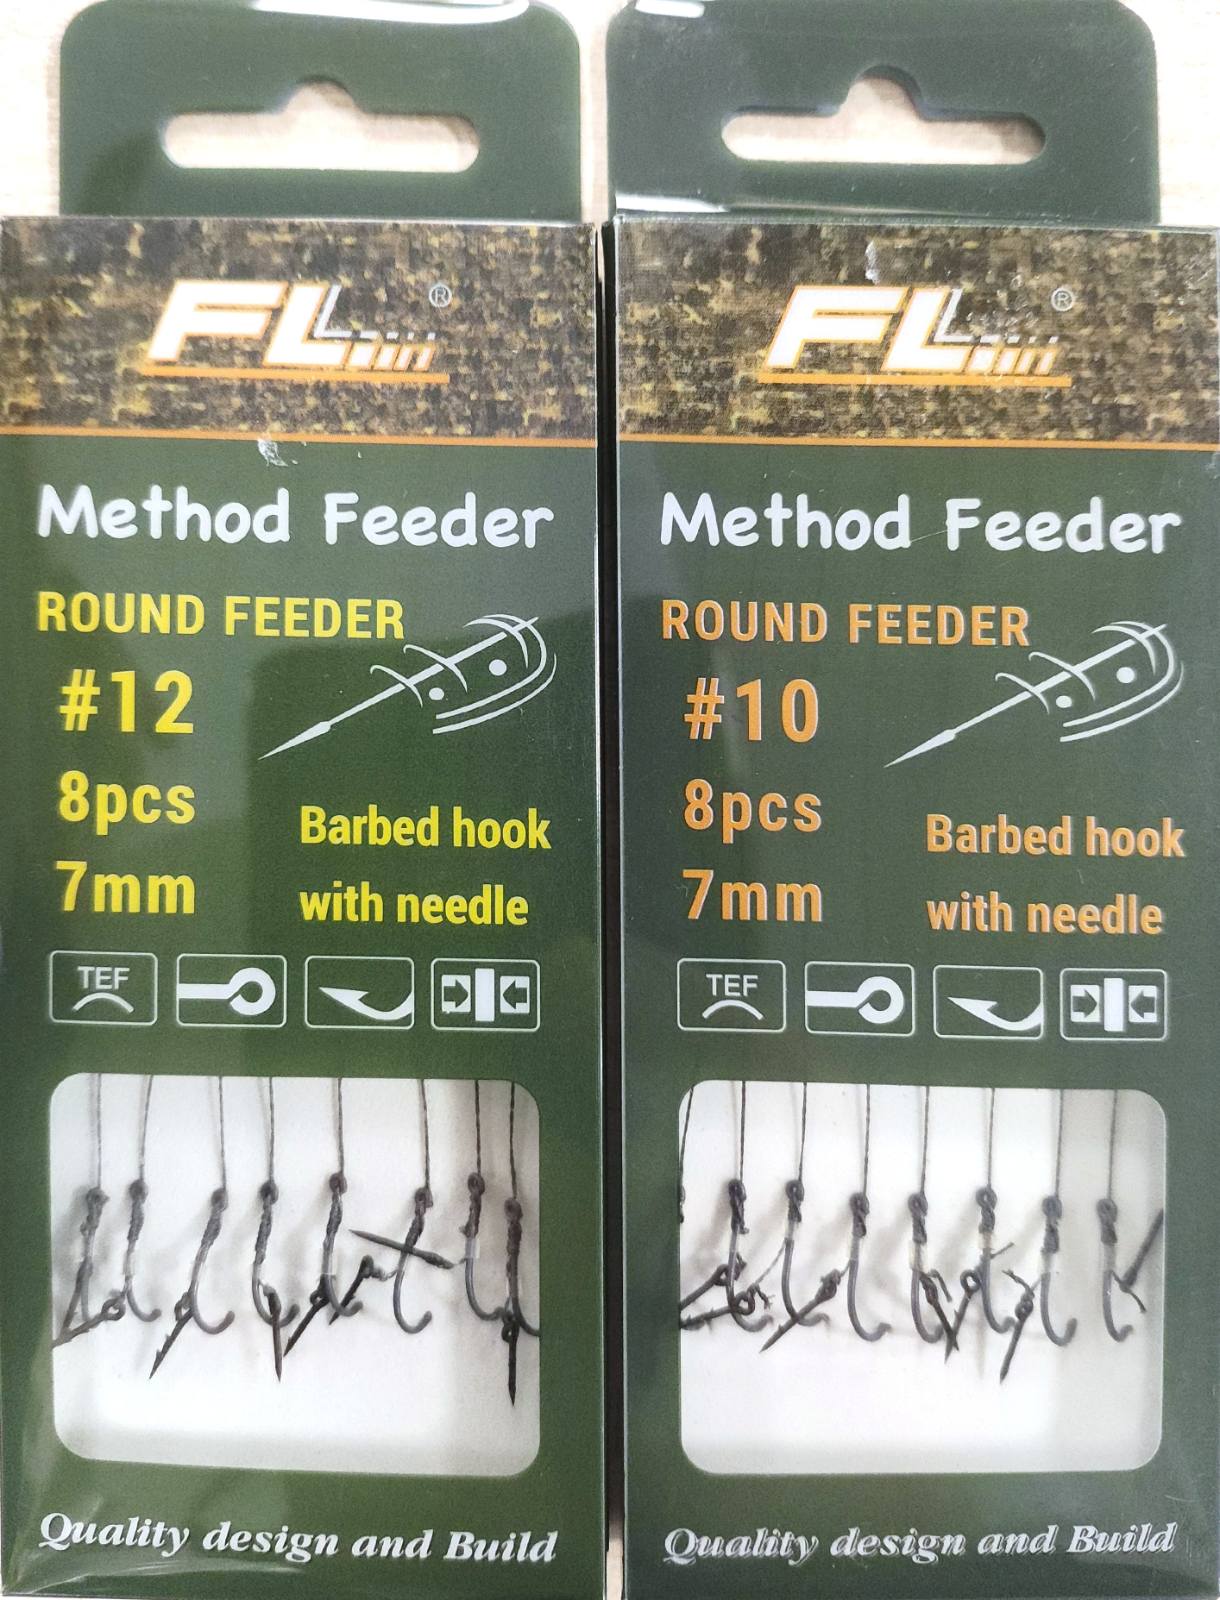 FL
®
Method Feeder
ROUND FEEDER
#12
8pcs
7mm
Barbed hook
with needle
TEF
Quality design and Build
FL
®
Method Feeder
ROUND FEEDER
#10
8pcs
7mm
Barbed hook
with needle
TEF
Quality design and Build